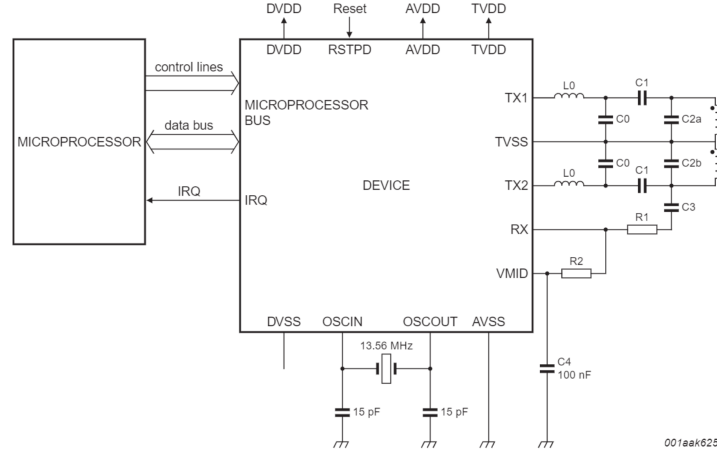 DVDD Reset AVDD TVDD
DVDD RSTPD AVDD TVDD
MICROPROCESSOR
control lines
data bus
IRQ
MICROPROCESSOR
BUS
IRQ
DEVICE
TX1
TVSS
TX2
RX
VMID
L0
C1
C0
C2a
C0
C2b
L0
C1
C3
R1
R2
DVSS OSCIN OSCOUT AVSS
13.56 MHz
15 pF
15 pF
C4
100 nF
001aak625